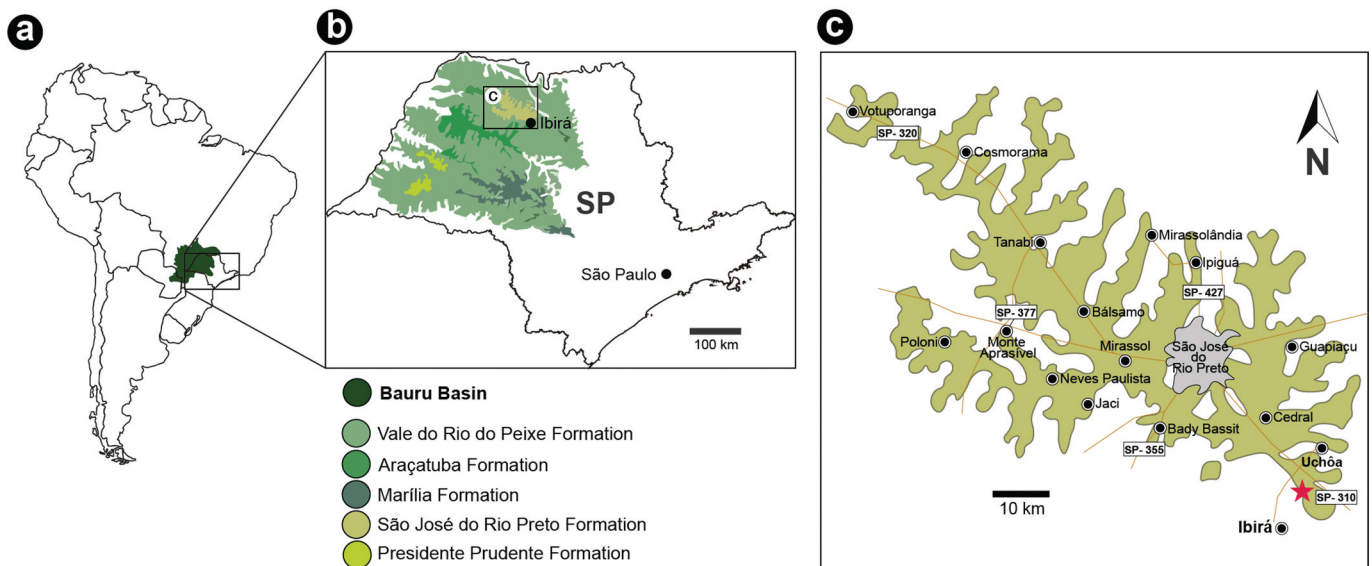 a
b
c
C
Ibirá
SP
São Paulo
100 km
Bauru Basin
Vale do Rio do Peixe Formation
Araçatuba Formation
Marília Formation
São José do Rio Preto Formation
Presidente Prudente Formation
Votuporanga
SP- 320
Cosmorama
N
Tanabi
Mirassolândia
Ipiguá
SP- 427
SP- 377
Bálsamo
Poloni
Monte
Aprasível
Mirassol
São José
do
Rio Preto
Guapiaçu
Neves Paulista
Jaci
Cedral
Bady Bassit
SP- 355
Uchôa
10 km
SP- 310
Ibirá